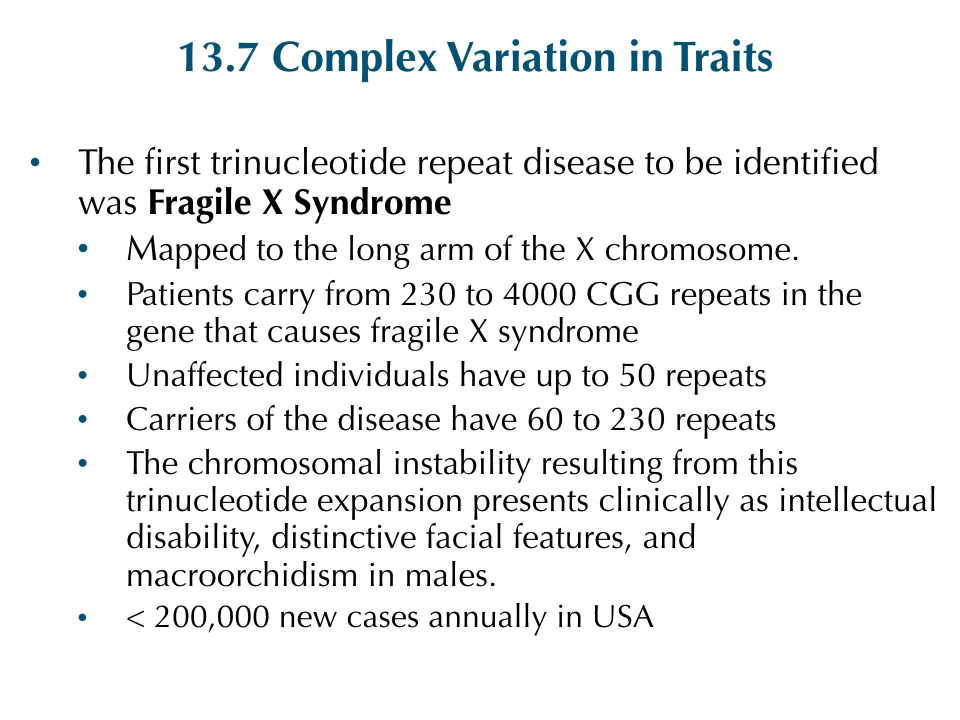 13.7 Complex Variation in Traits
• The first trinucleotide repeat disease to be identified
was Fragile X Syndrome
• Mapped to the long arm of the X chromosome.
• Patients carry from 230 to 4000 CGG repeats in the
gene that causes fragile X syndrome
• Unaffected individuals have up to 50 repeats
• Carriers of the disease have 60 to 230 repeats
• The chromosomal instability resulting from this
trinucleotide expansion presents clinically as intellectual
disability, distinctive facial features, and
macroorchidism in males.
• < 200,000 new cases annually in USA